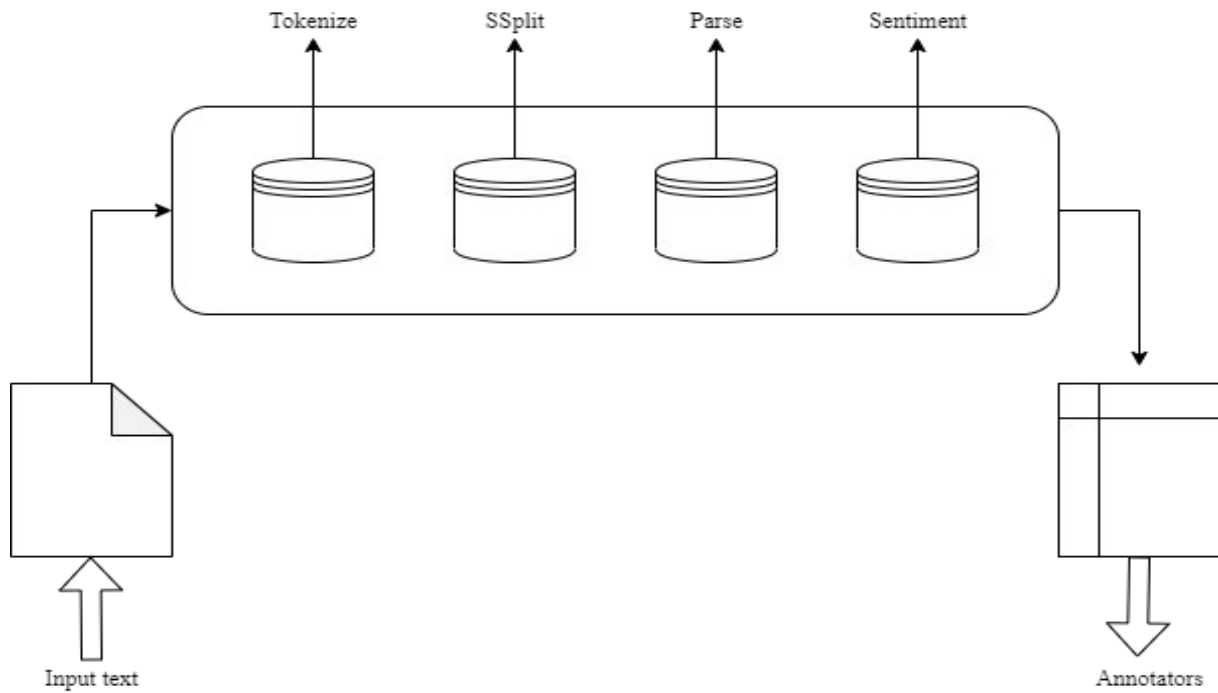 Tokenize
SSplit
Parse
Sentiment
Input text
Annotators